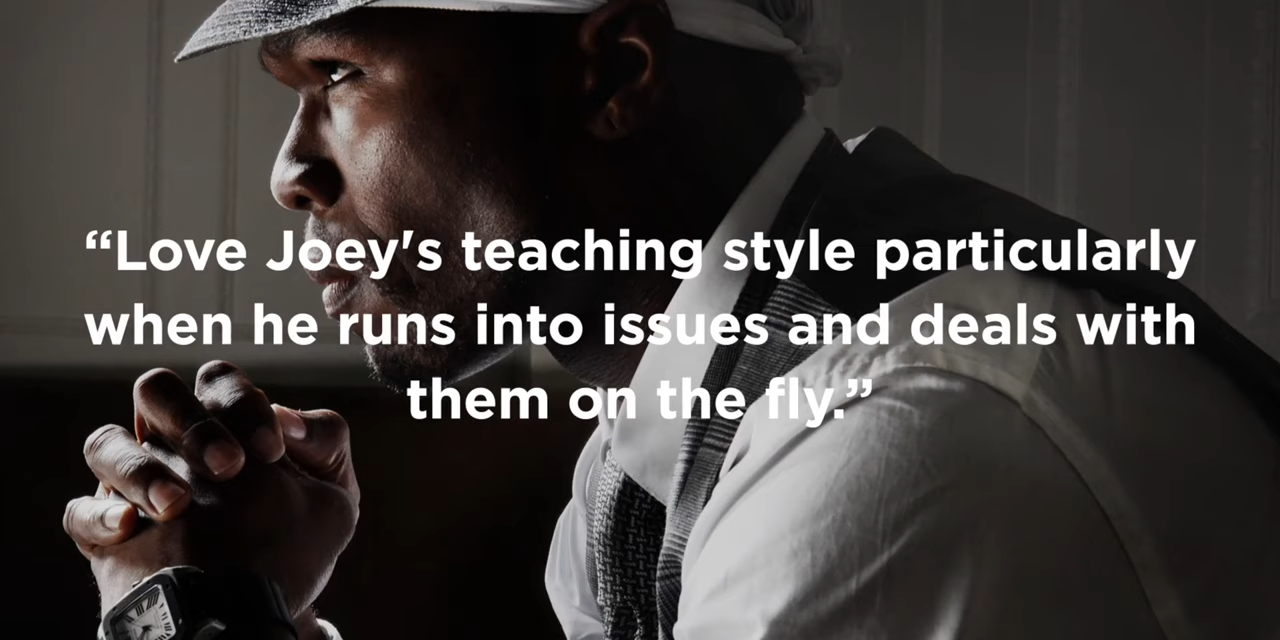 “Love Joey's teaching style particularly
when he runs into issues and deals with
them on the fly.”